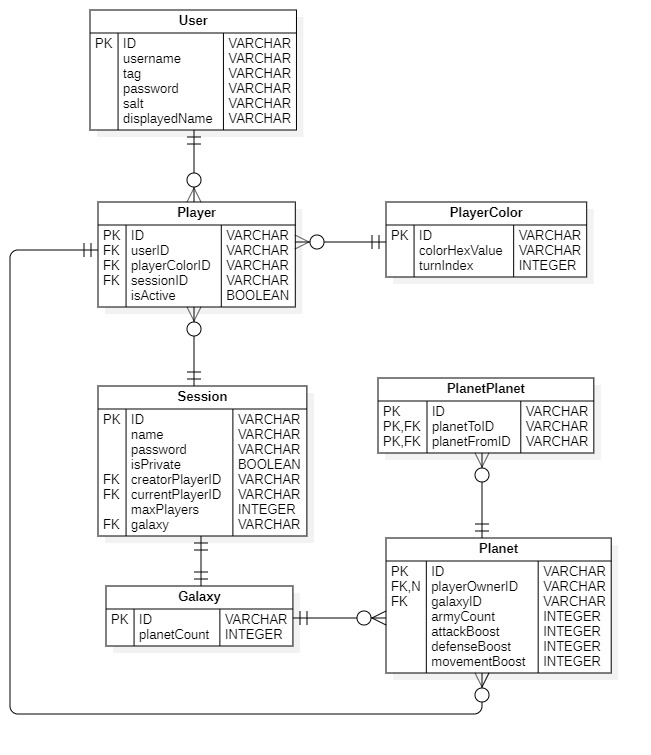 User
PK ID VARCHAR
username VARCHAR
tag VARCHAR
password VARCHAR
salt VARCHAR
displayedName VARCHAR
Player
PK ID VARCHAR
FK userID VARCHAR
FK playerColorID VARCHAR
FK sessionID VARCHAR
isActive BOOLEAN
PlayerColor
PK ID VARCHAR
colorHexValue VARCHAR
turnIndex INTEGER
Session
PK ID VARCHAR
name VARCHAR
password VARCHAR
isPrivate BOOLEAN
FK creatorPlayerID VARCHAR
FK currentPlayerID VARCHAR
maxPlayers INTEGER
FK galaxy VARCHAR
PlanetPlanet
PK ID VARCHAR
PK,FK planetToID VARCHAR
PK,FK planetFromID VARCHAR
Galaxy
PK ID VARCHAR
planetCount INTEGER
Planet
PK ID VARCHAR
FK,N playerOwnerID VARCHAR
FK galaxyID VARCHAR
armyCount INTEGER
attackBoost INTEGER
defenseBoost INTEGER
movementBoost INTEGER